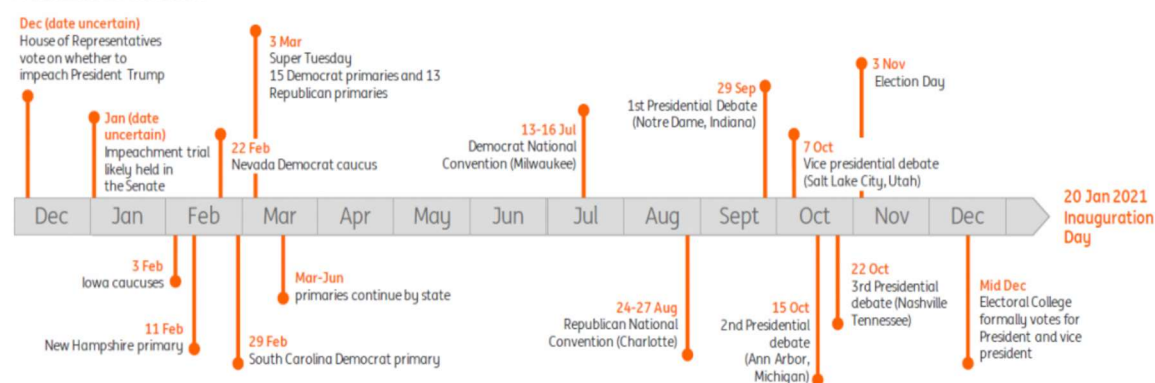 Dec (date uncertain)
House of Representatives
vote on whether to
impeach President Trump
Jan (date
uncertain)
Impeachment trial
likely held in
the Senate
22 Feb
Nevada Democrat caucus
3 Mar
Super Tuesday
15 Democrat primaries and 13
Republican primaries
13-16 Jul
Democrat National
Convention (Milwaukee)
29 Sep
1st Presidential Debate
(Notre Dame, Indiana)
7 Oct
Vice presidential debate
(Salt Lake City, Utah)
3 Nov
Election Day
Dec Jan Feb Mar Apr May Jun Jul Aug Sept Oct Nov Dec
20 Jan 2021
Inauguration
Day
3 Feb
Iowa caucuses
11 Feb
New Hampshire primary
29 Feb
South Carolina Democrat primary
Mar-Jun
primaries continue by state
24-27 Aug
Republican National
Convention (Charlotte)
15 Oct
2nd Presidential
debate
(Ann Arbor,
Michigan)
22 Oct
3rd Presidential
debate (Nashville
Tennessee)
Mid Dec
Electoral College
formally votes for
President and vice
president